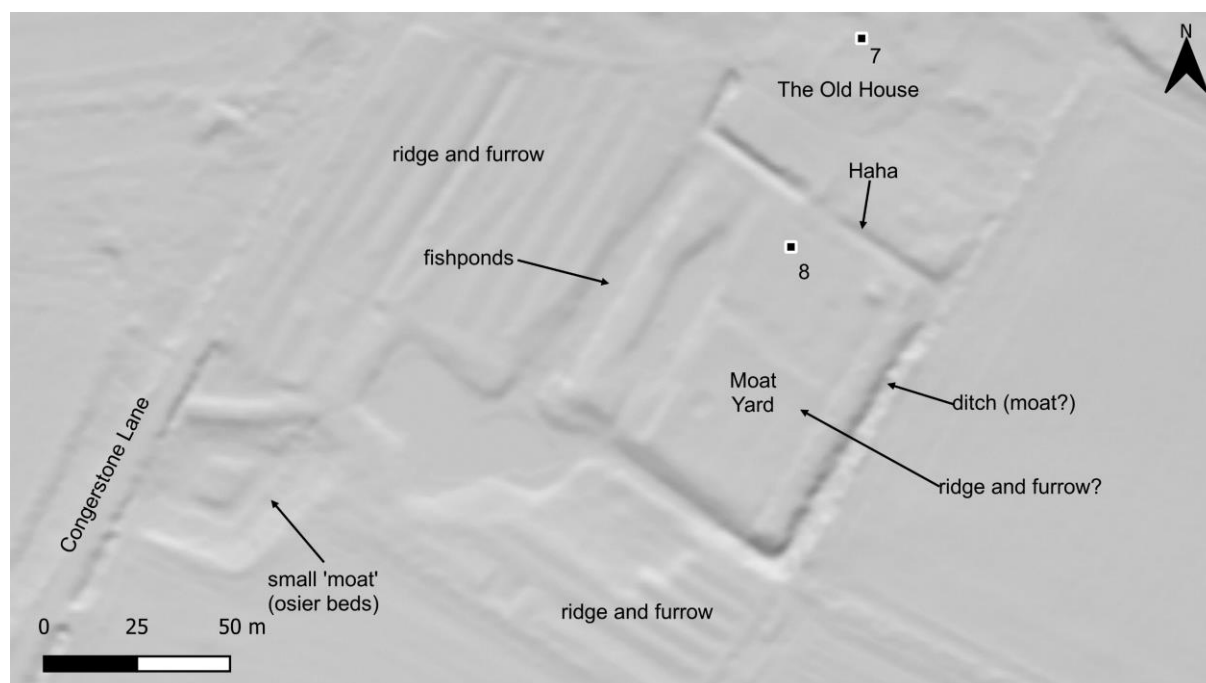 N
7
The Old House
ridge and furrow
Haha
fishponds
8
Moat
Yard
ditch (moat?)
Congerstone Lane
ridge and furrow?
small 'moat'
(osier beds)
ridge and furrow
0 25 50 m